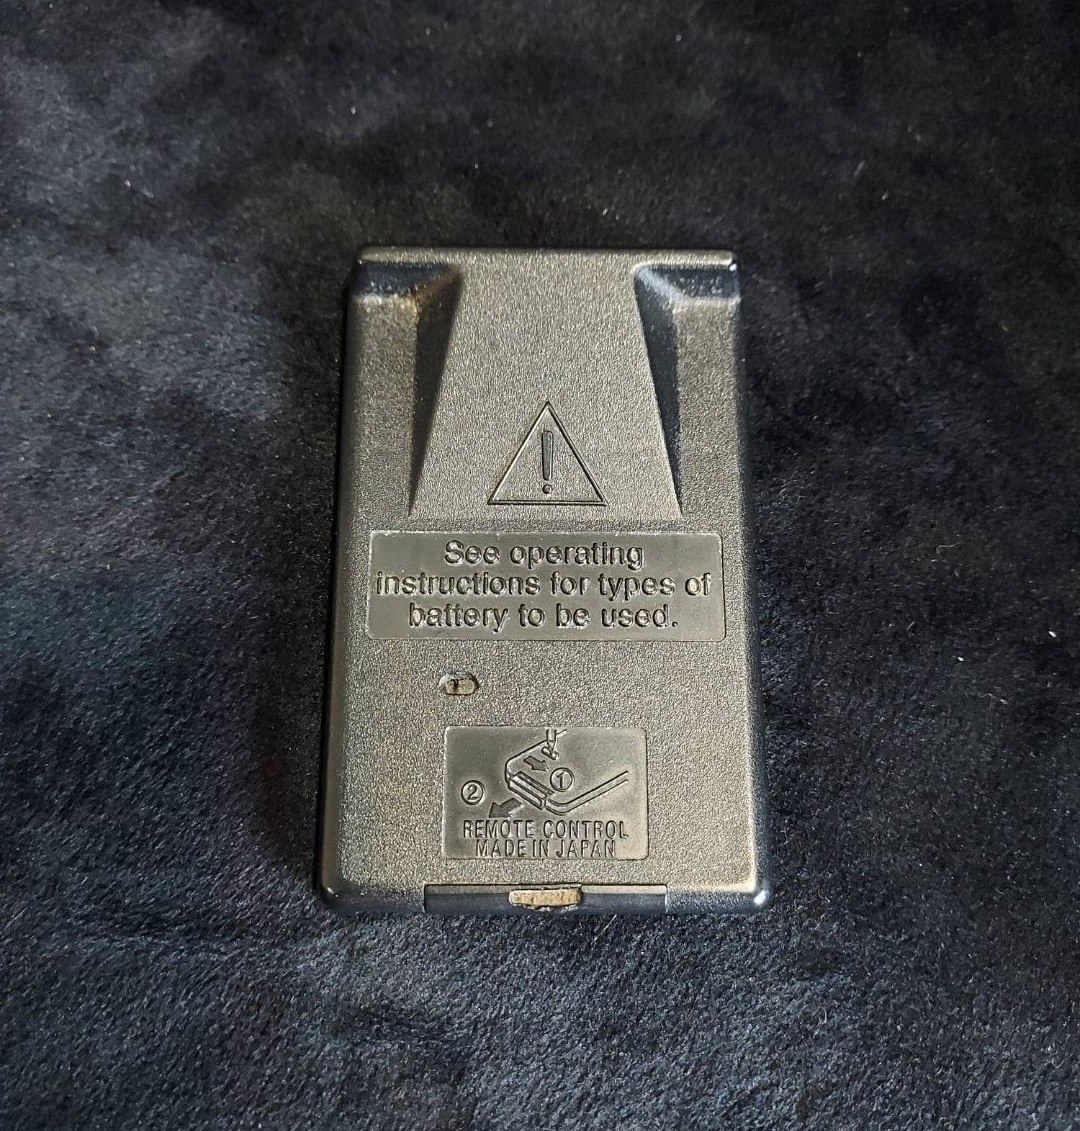 !
See operating
instructions for types of
battery to be used.
①
②
REMOTE CONTROL
MADE IN JAPAN